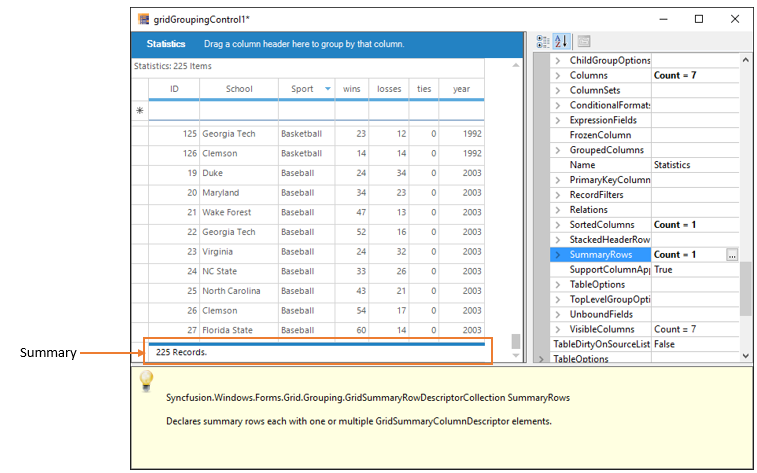 gridGroupingControl1*
Statistics Drag a column header here to group by that column.
Statistics: 225 Items
ID School Sport wins losses ties year
125 Georgia Tech Basketball 23 12 0 1992
126 Clemson Basketball 14 14 0 1992
19 Duke Baseball 24 34 0 2003
20 Maryland Baseball 34 23 0 2003
21 Wake Forest Baseball 47 13 0 2003
22 Georgia Tech Baseball 52 16 0 2003
23 Virginia Baseball 24 32 0 2003
24 NC State Baseball 33 26 0 2003
25 North Carolina Baseball 43 21 0 2003
26 Clemson Baseball 54 17 0 2003
27 Florida State Baseball 60 14 0 2003
225 Records.
Summary
ChildGroupOptions
Columns Count = 7
ColumnSets
ConditionalFormats
ExpressionFields
FrozenColumn
GroupedColumns
Name Statistics
PrimaryKeyColumn
RecordFilters
Relations
SortedColumns Count = 1
StackedHeaderRow
SummaryRows Count = 1 ...
SupportColumnApp True
TableOptions
TopLevelGroupOpti
UnboundFields
VisibleColumns Count = 7
TableDirtyOnSourceList False
TableOptions
Syncfusion.Windows.Forms.Grid.Grouping.GridSummaryRowDescriptorCollection SummaryRows
Declares summary rows each with one or multiple GridSummaryColumnDescriptor elements.